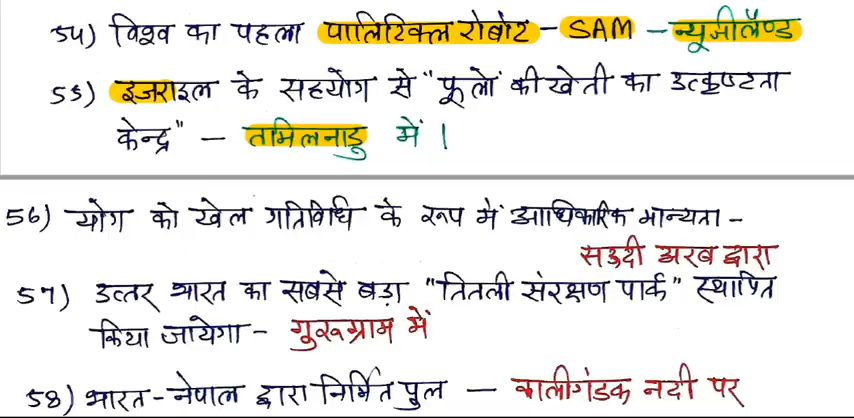 54) विश्व का पहला पालिटिक्ल रोबोट - SAM - न्यूजीलैण्ड
55) इजराइल के सहयोग से "फूलों की खेती का उत्कृष्टता
केन्द्र" - तमिलनाडु में ।
56) योग को खेल गतिविधि के रूप में आधिकारिक मान्यता -
सऊदी अरब द्वारा
57) उत्तर भारत का सबसे बड़ा "तितली संरक्षण पार्क" स्थापित
किया जायेगा - गुरुग्राम में
58) भारत-नेपाल द्वारा निर्मित पुल - कालीगंडक नदी पर